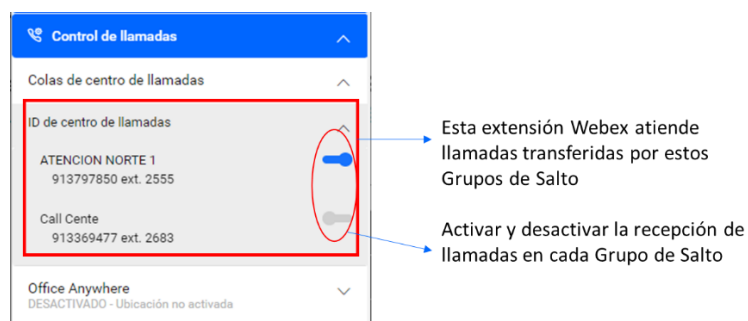 Control de llamadas
Colas de centro de llamadas
ID de centro de llamadas
ATENCION NORTE 1
913797850 ext. 2555
Call Cente
913369477 ext. 2683
Office Anywhere
DESACTIVADO - Ubicación no activada
Esta extensión Webex atiende
llamadas transferidas por estos
Grupos de Salto
Activar y desactivar la recepción de
llamadas en cada Grupo de Salto